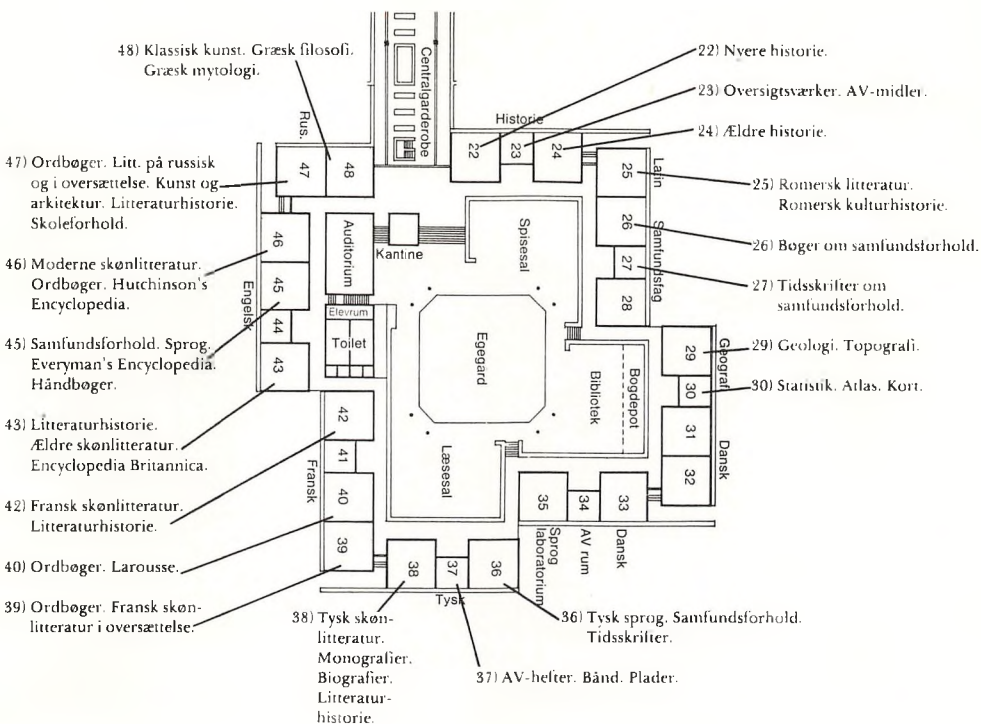 48) Klassisk kunst. Græsk filosofi.
Græsk mytologi.
47) Ordbøger. Litt. på russisk
og i oversættelse. Kunst og
arkitektur. Litteraturhistorie.
Skoleforhold.
46) Moderne skønlitteratur.
Ordbøger. Hutchinson's
Encyclopedia.
45) Samfundsforhold. Sprog.
Everyman's Encyclopedia.
Håndbøger.
43) Litteraturhistorie.
Ældre skønlitteratur.
Encyclopedia Britannica.
42) Fransk skønlitteratur.
Litteraturhistorie.
40) Ordbøger. Larousse.
39) Ordbøger. Fransk skøn-
litteratur i oversættelse.
38) Tysk skøn-
litteratur.
Monografier.
Biografier.
Litteratur-
historie.
37) AV-hefter. Bånd. Plader.
36) Tysk sprog. Samfundsforhold.
Tidsskrifter.
22) Nyere historie.
23) Oversigtsværker. AV-midler.
24) Ældre historie.
25) Romersk litteratur.
Romersk kulturhistorie.
26) Bøger om samfundsforhold.
27) Tidsskrifter om
samfundsforhold.
29) Geologi. Topografi.
30) Statistik. Atlas. Kort.
Centralgarderobe
Rus.
47
48
Historie
22
23
24
Latin
25
26
Samfundsfag
27
28
Geografi
29
30
Dansk
31
32
Dansk
33
AV rum
34
Sprog
laboratorium
35
Tysk
36
37
38
Fransk
39
40
41
42
Engelsk
43
44
45
46
Auditorium
Kantine
Elevrum
Toilet
Spisesal
Egegard
Bibliotek
Bogdepot
Læsesal